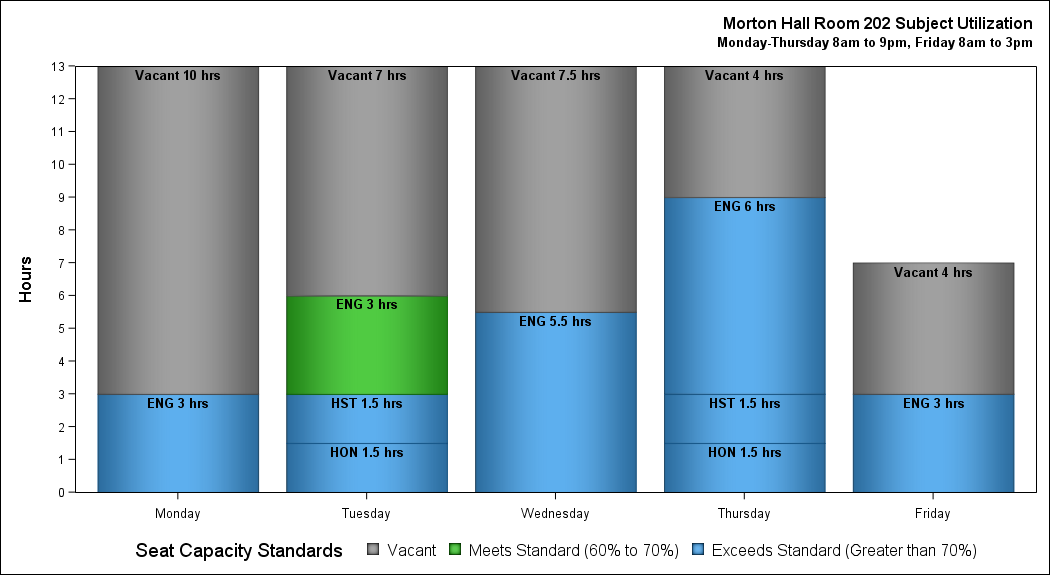 Morton Hall Room 202 Subject Utilization
Monday-Thursday 8am to 9pm, Friday 8am to 3pm
Hours
13
12
11
10
9
8
7
6
5
4
3
2
1
0
Vacant 10 hrs
ENG 3 hrs
Vacant 7 hrs
ENG 3 hrs
HST 1.5 hrs
HON 1.5 hrs
Vacant 7.5 hrs
ENG 5.5 hrs
Vacant 4 hrs
ENG 6 hrs
HST 1.5 hrs
HON 1.5 hrs
Vacant 4 hrs
ENG 3 hrs
Monday Tuesday Wednesday Thursday Friday
Seat Capacity Standards Vacant Meets Standard (60% to 70%) Exceeds Standard (Greater than 70%)